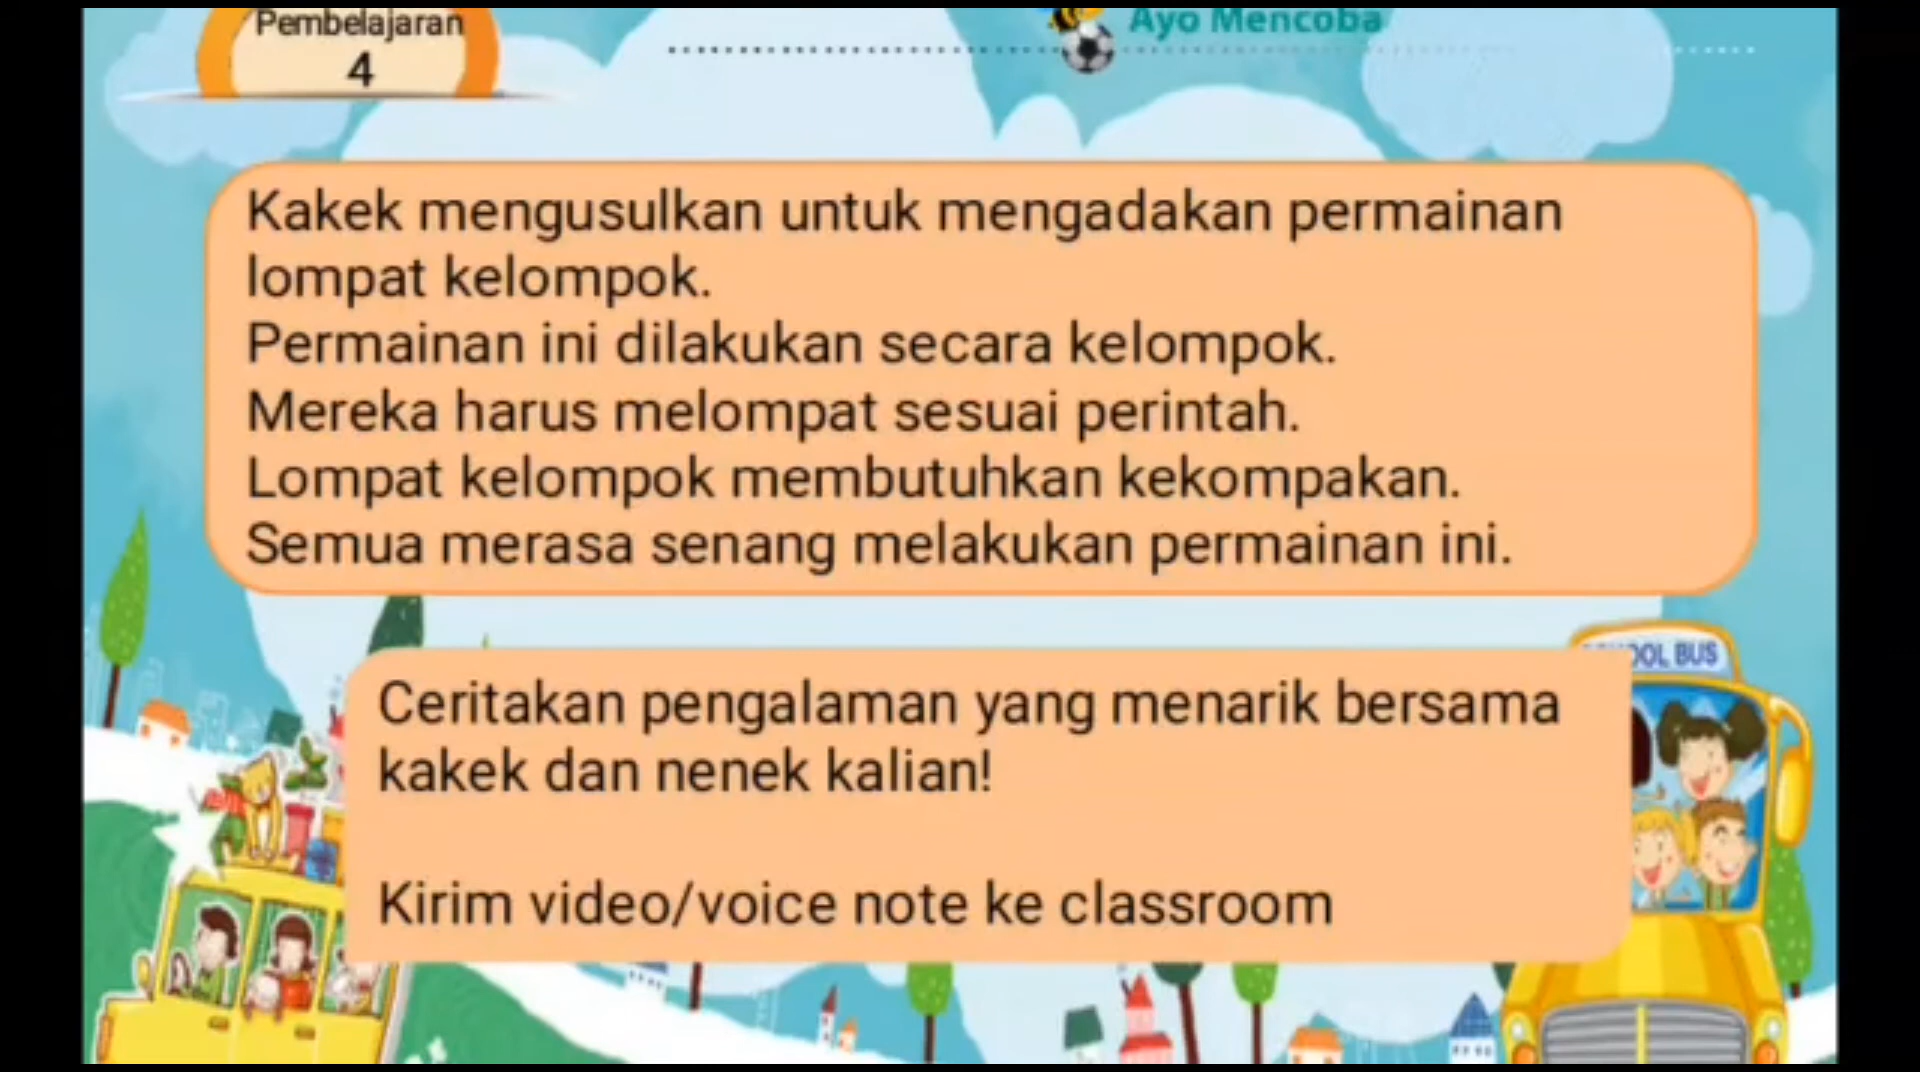 Pembelajaran
4
Ayo Mencoba
Kakek mengusulkan untuk mengadakan permainan
lompat kelompok.
Permainan ini dilakukan secara kelompok.
Mereka harus melompat sesuai perintah.
Lompat kelompok membutuhkan kekompakan.
Semua merasa senang melakukan permainan ini.
OOL BUS
Ceritakan pengalaman yang menarik bersama
kakek dan nenek kalian!
Kirim video/voice note ke classroom